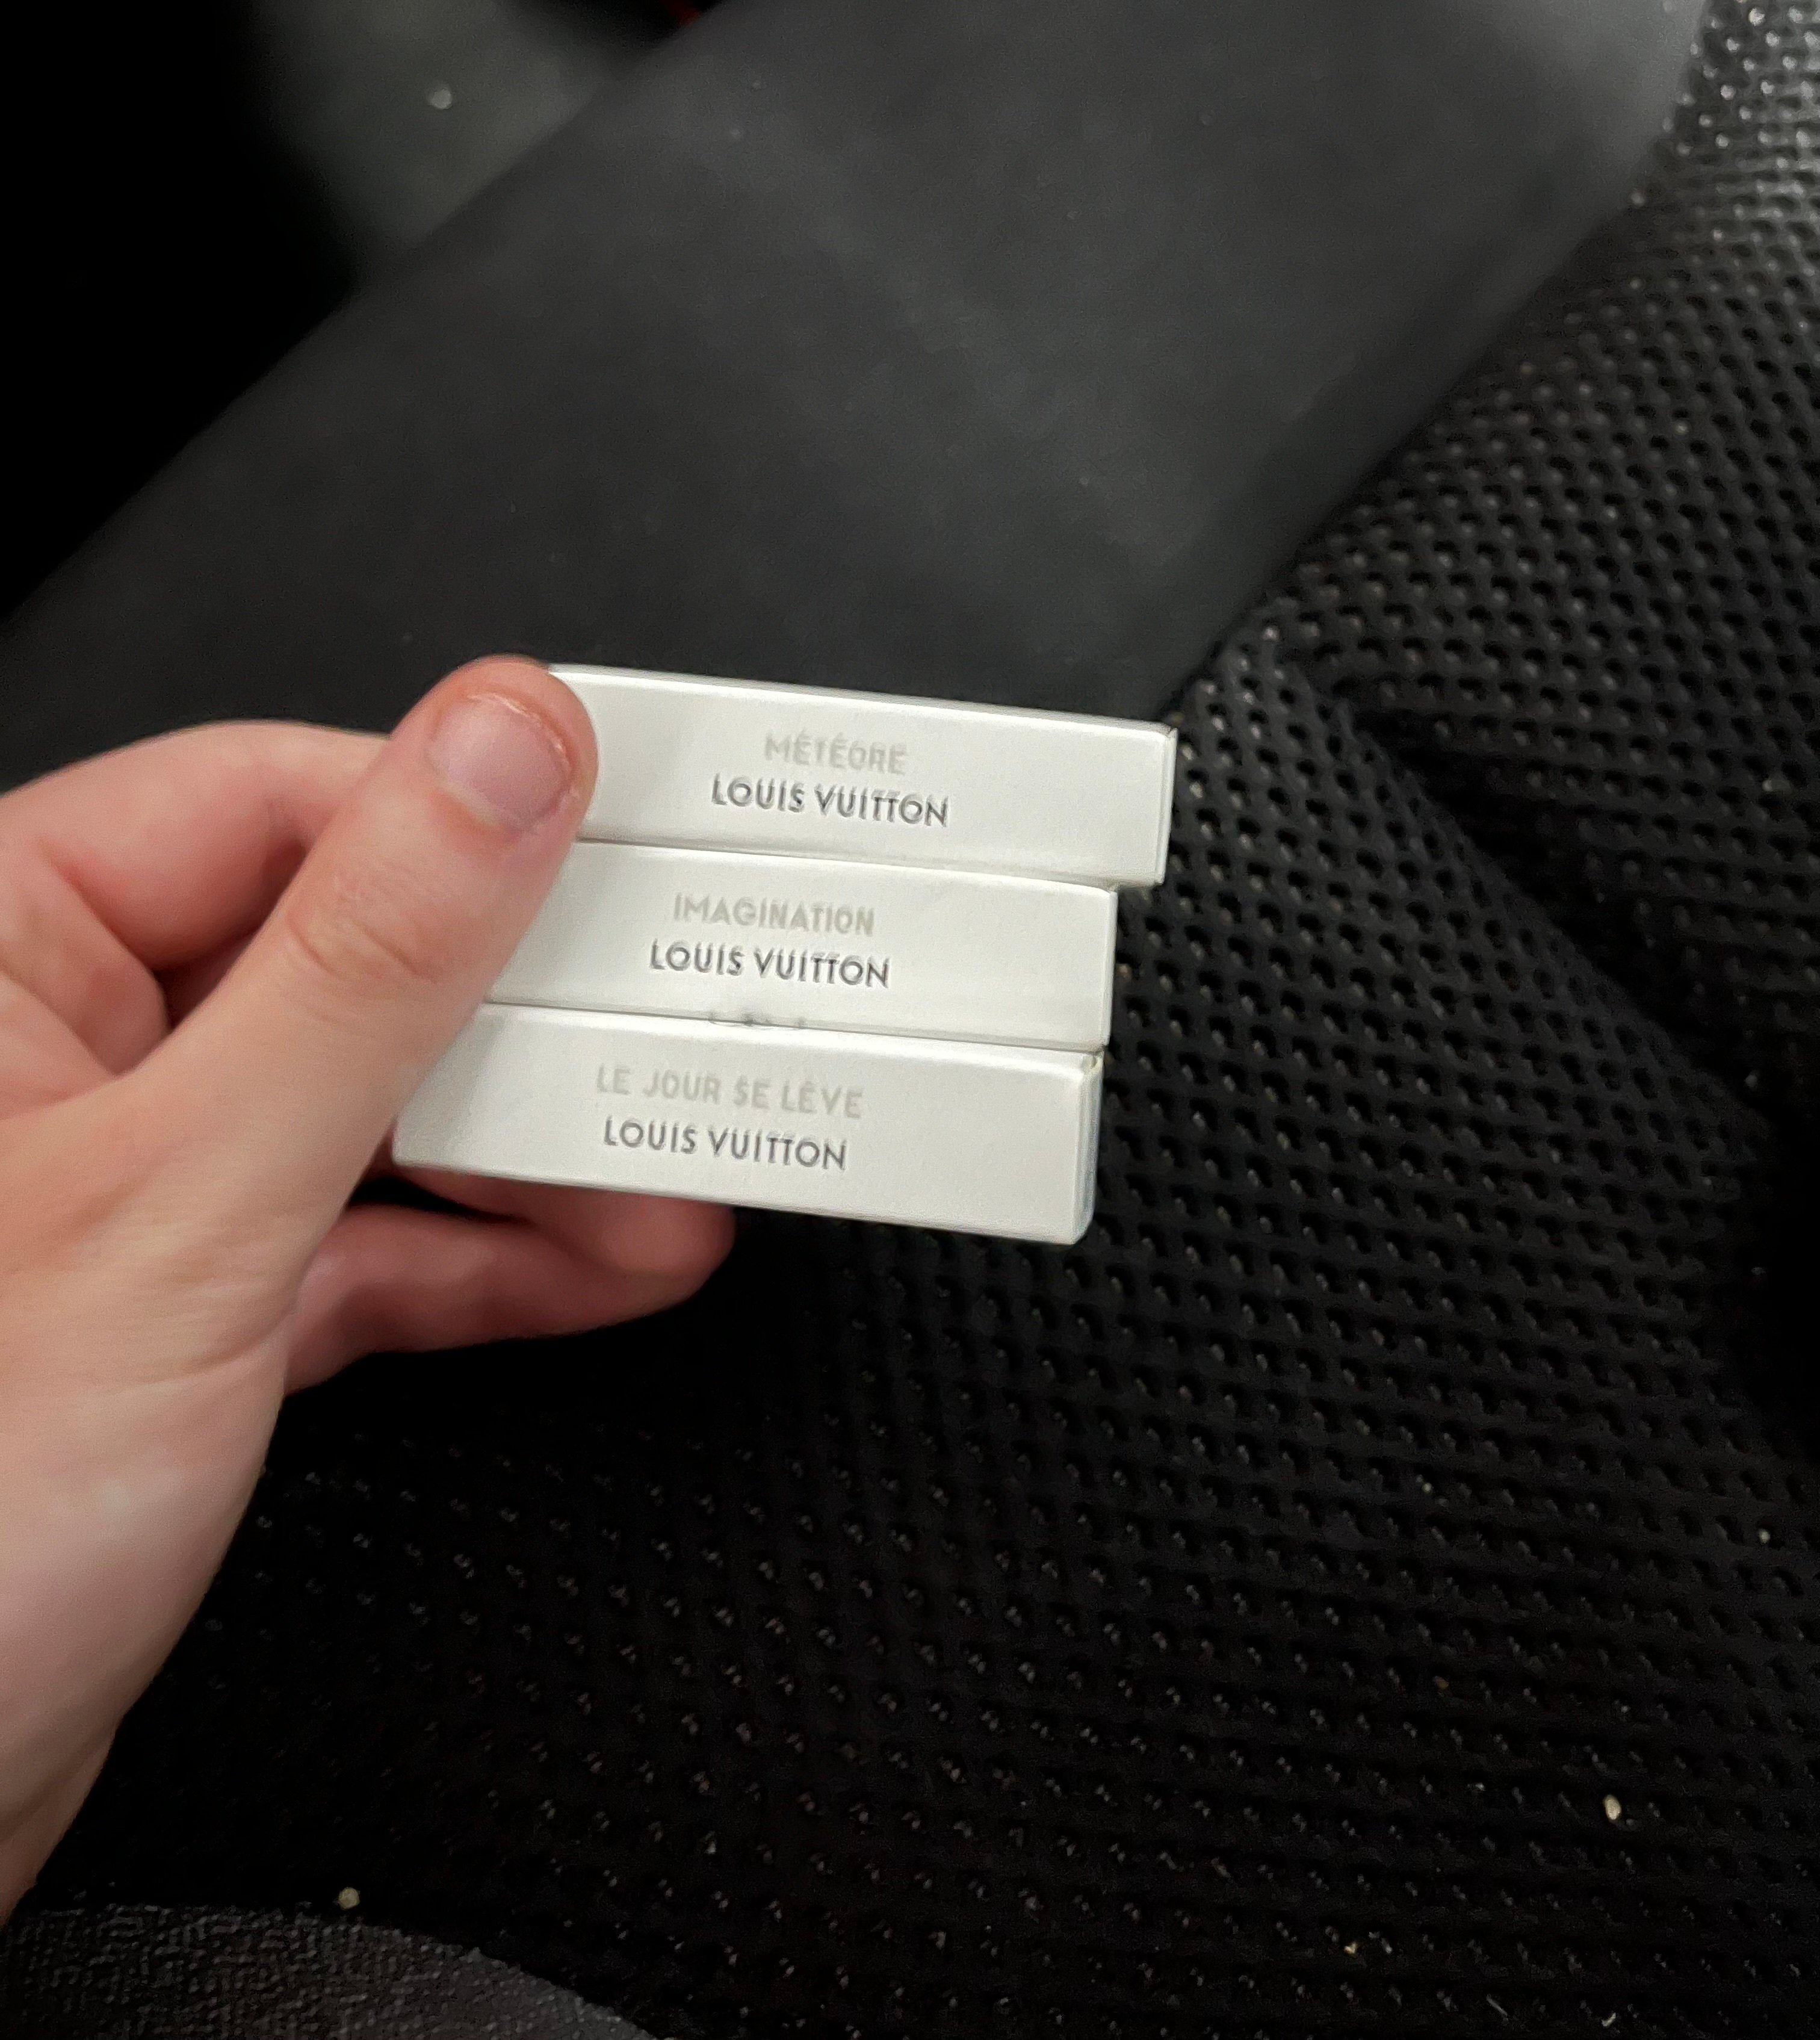 MÉTÉORE
LOUIS VUITTON
IMAGINATION
LOUIS VUITTON
LE JOUR SE LÈVE
LOUIS VUITTON